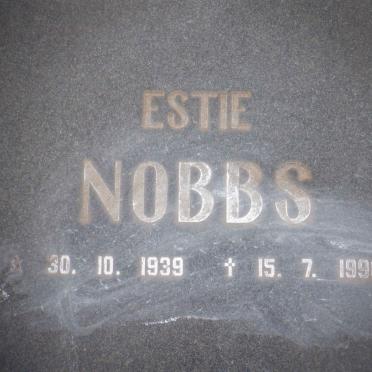 ESTIE
NOBBS
☆ 30. 10. 1939 † 15. 7.